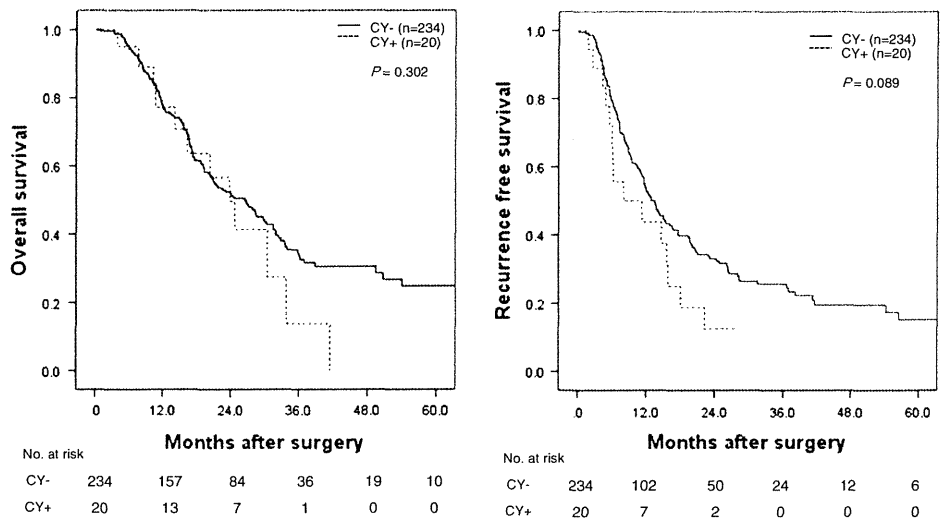 CY- (n=234)
CY+ (n=20)
P = 0.302
Overall survival
1.0
0.8
0.6
0.4
0.2
0.0
0 12.0 24.0 36.0 48.0 60.0
Months after surgery
No. at risk
CY- 234 157 84 36 19 10
CY+ 20 13 7 1 0 0
CY- (n=234)
CY+ (n=20)
P = 0.089
Recurrence free survival
1.0
0.8
0.6
0.4
0.2
0.0
.0 12.0 24.0 36.0 48.0 60.0
Months after surgery
No. at risk
CY- 234 102 50 24 12 6
CY+ 20 7 2 0 0 0